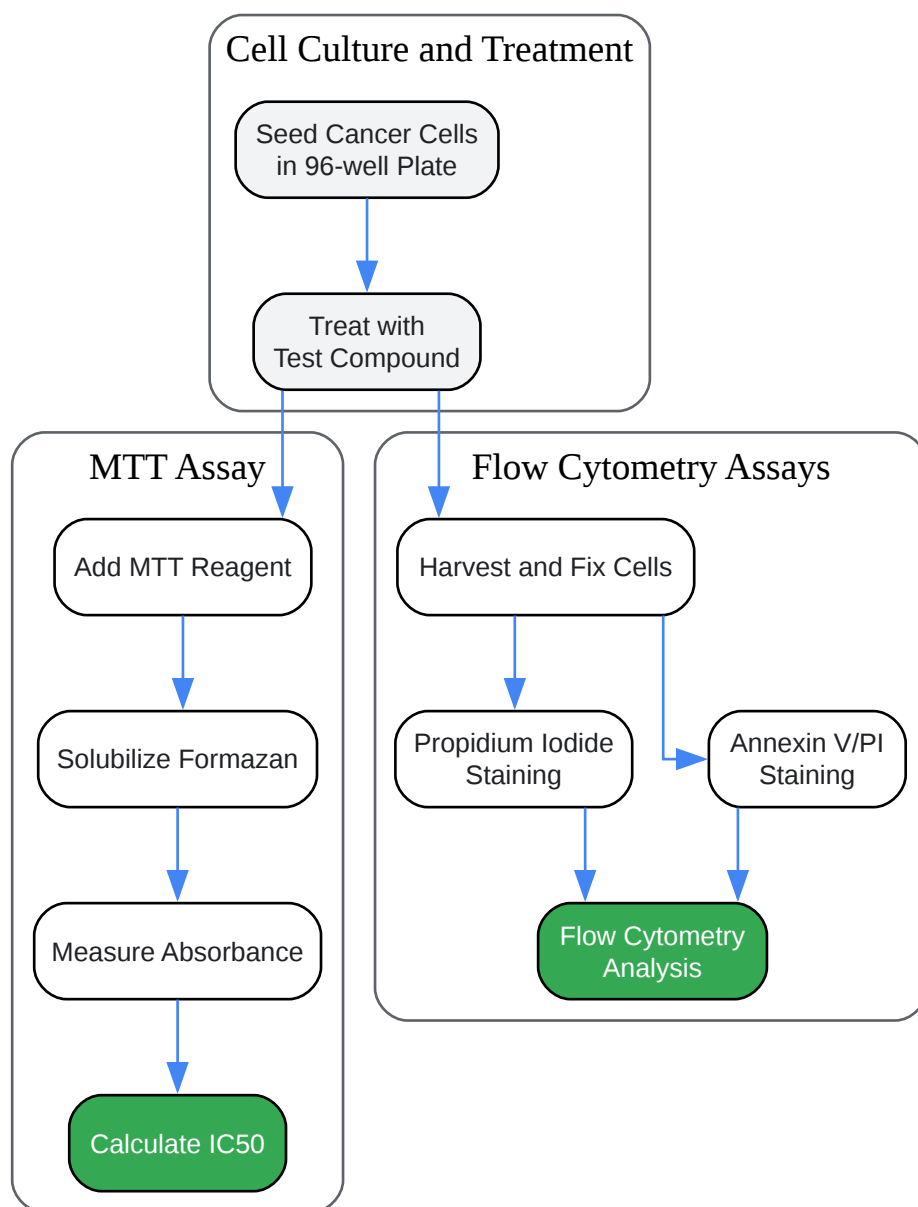 Cell Culture and Treatment
Seed Cancer Cells
in 96-well Plate
Treat with
Test Compound
MTT Assay
Add MTT Reagent
Solubilize Formazan
Measure Absorbance
Calculate IC50
Flow Cytometry Assays
Harvest and Fix Cells
Propidium Iodide
Staining
Annexin V/PI
Staining
Flow Cytometry
Analysis